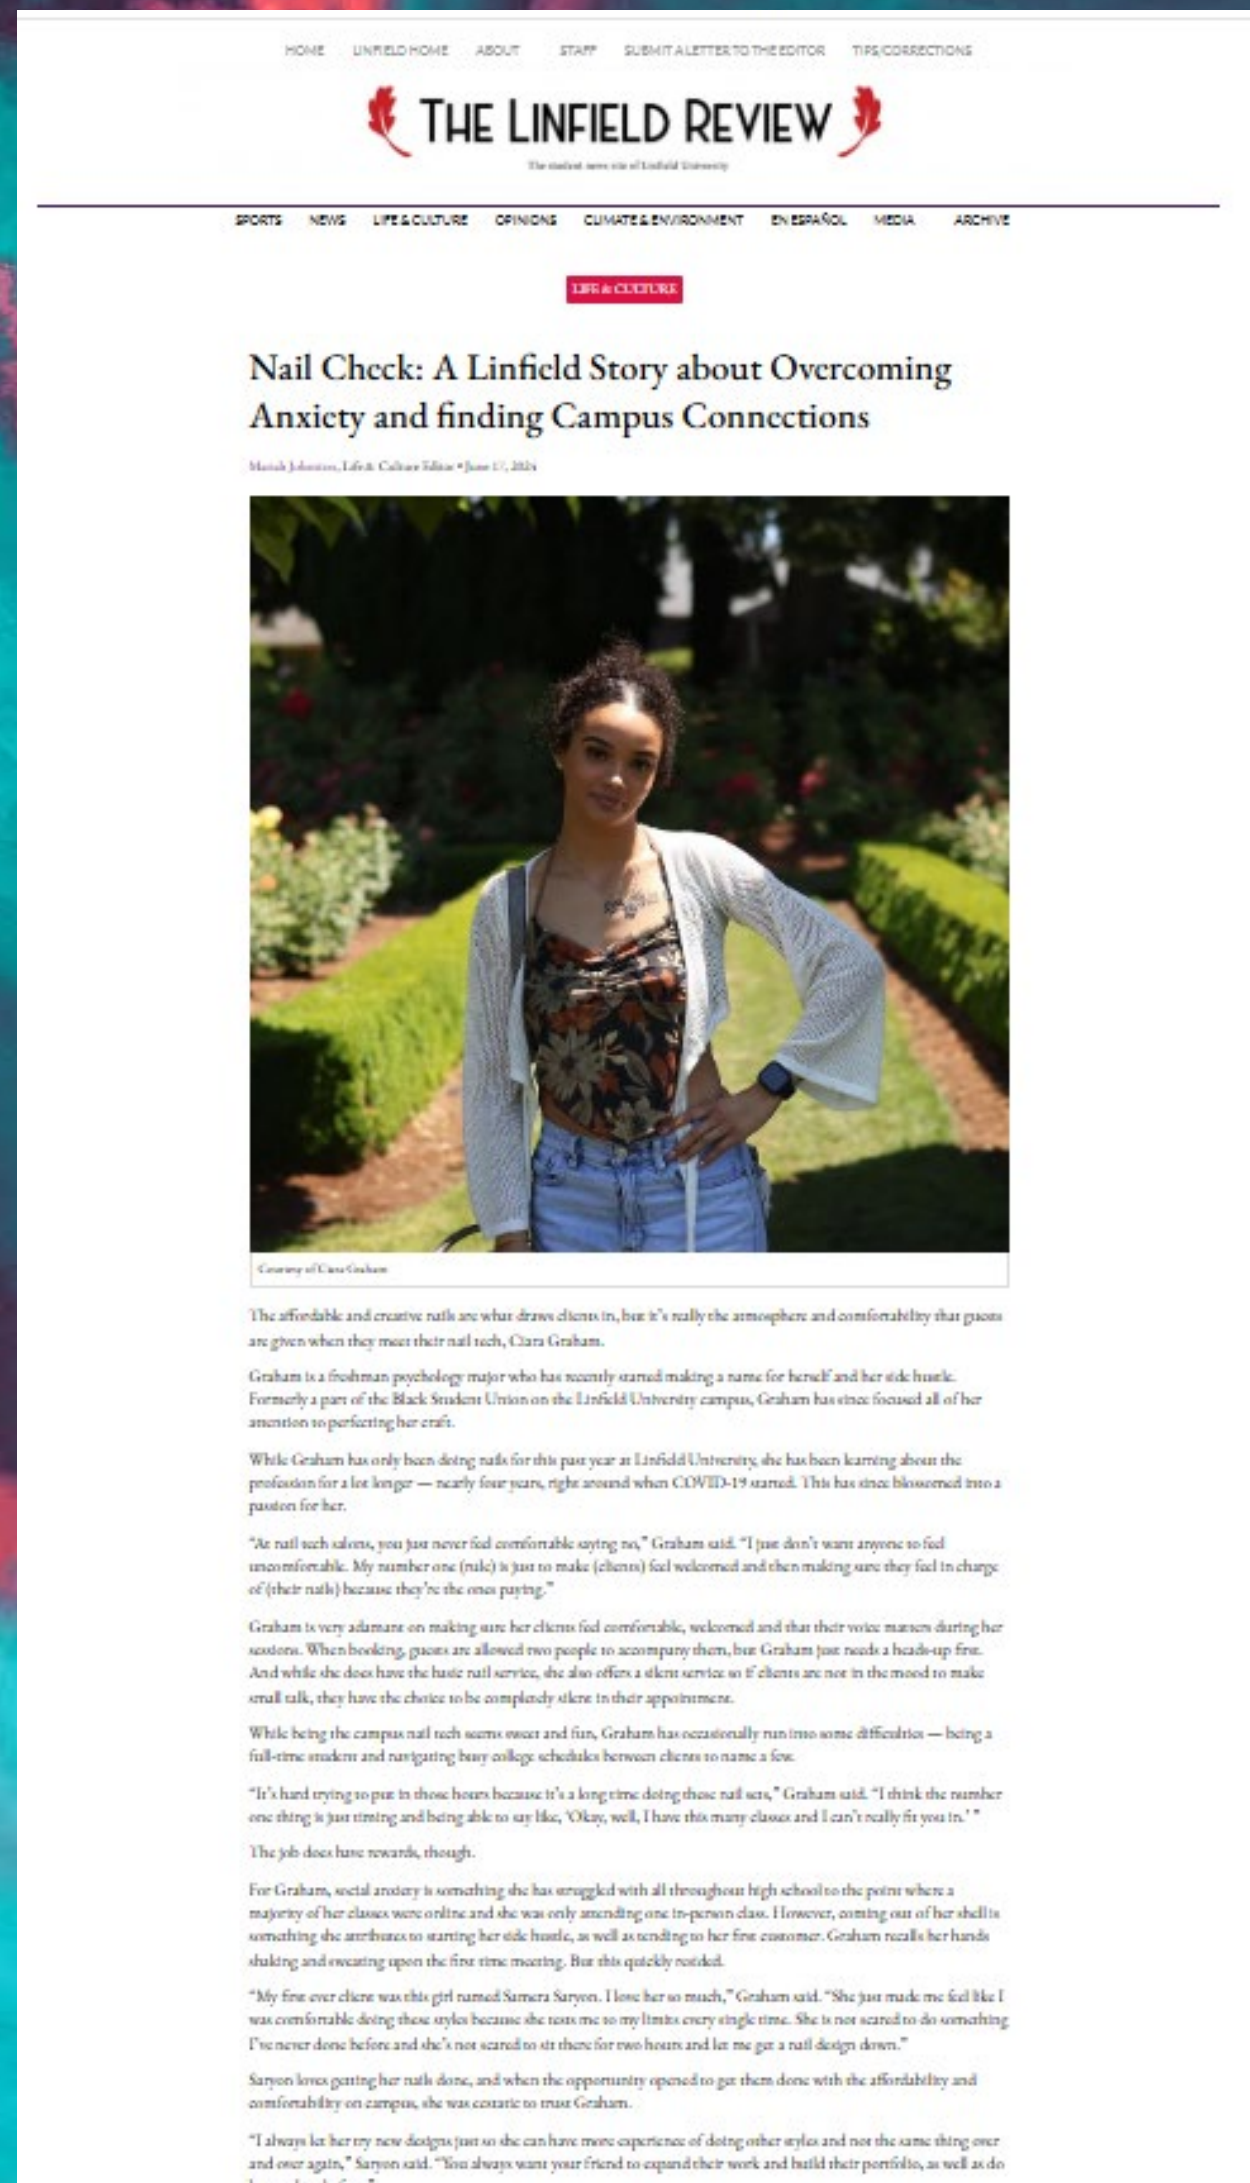 HOME LINFIELD HOME ABOUT STAFF SUBMIT A LETTER TO THE EDITOR TIPS/CORRECTIONS
THE LINFIELD REVIEW
The student news site of Linfield University
SPORTS NEWS LIFE & CULTURE OPINIONS CLIMATE & ENVIRONMENT EN ESPAÑOL MEDIA ARCHIVE
LIFE & CULTURE
Nail Check: A Linfield Story about Overcoming
Anxiety and finding Campus Connections
Mariah Johnston, Life & Culture Editor • June 17, 2024
Courtesy of Ciara Graham
The affordable and creative nails are what draws clients in, but it’s really the atmosphere and comfortability that guests
are given when they meet their nail tech, Ciara Graham.
Graham is a freshman psychology major who has recently started making a name for herself and her side hustle.
Formerly a part of the Black Student Union on the Linfield University campus, Graham has since focused all of her
attention to perfecting her craft.
While Graham has only been doing nails for this past year at Linfield University, she has been learning about the
profession for a lot longer — nearly four years, right around when COVID-19 started. This has since blossomed into a
passion for her.
“At nail tech salons, you just never feel comfortable saying no,” Graham said. “I just don’t want anyone to feel
uncomfortable. My number one (rule) is just to make (clients) feel welcomed and then making sure they feel in charge
of (their nails) because they’re the ones paying.”
Graham is very adamant on making sure her clients feel comfortable, welcomed and that their voice matters during her
sessions. When booking, guests are allowed two people to accompany them, but Graham just needs a heads-up first.
And while she does have the basic nail service, she also offers a silent service so if clients are not in the mood to make
small talk, they have the choice to be completely silent in their appointment.
While being the campus nail tech seems sweet and fun, Graham has occasionally run into some difficulties — being a
full-time student and navigating busy college schedules between clients to name a few.
“It’s hard trying to put in those hours because it’s a long time doing these nail sets,” Graham said. “I think the number
one thing is just timing and being able to say like, ‘Okay, well, I have this many classes and I can’t really fit you in.’ ”
The job does have rewards, though.
For Graham, social anxiety is something she has struggled with all throughout high school to the point where a
majority of her classes were online and she was only attending one in-person class. However, coming out of her shell is
something she attributes to starting her side hustle, as well as tending to her first customer. Graham recalls her hands
shaking and sweating upon the first time meeting. But this quickly resided.
“My first ever client was this girl named Samera Saryon. I love her so much,” Graham said. “She just made me feel like I
was comfortable doing these styles because she tests me to my limits every single time. She is not scared to do something
I’ve never done before and she’s not scared to sit there for two hours and let me get a nail design down.”
Saryon loves getting her nails done, and when the opportunity opened to get them done with the affordability and
comfortability on campus, she was ecstatic to trust Graham.
“I always let her try new designs just so she can have more experience of doing other styles and not the same thing over
and over again,” Saryon said. “You always want your friend to expand their work and build their portfolio, as well as do